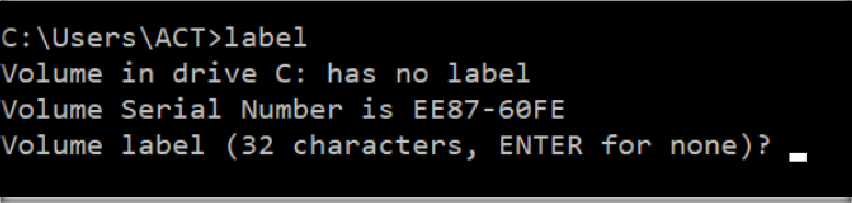 C:\Users\ACT>label
Volume in drive C: has no label
Volume Serial Number is EE87-60FE
Volume label (32 characters, ENTER for none)?